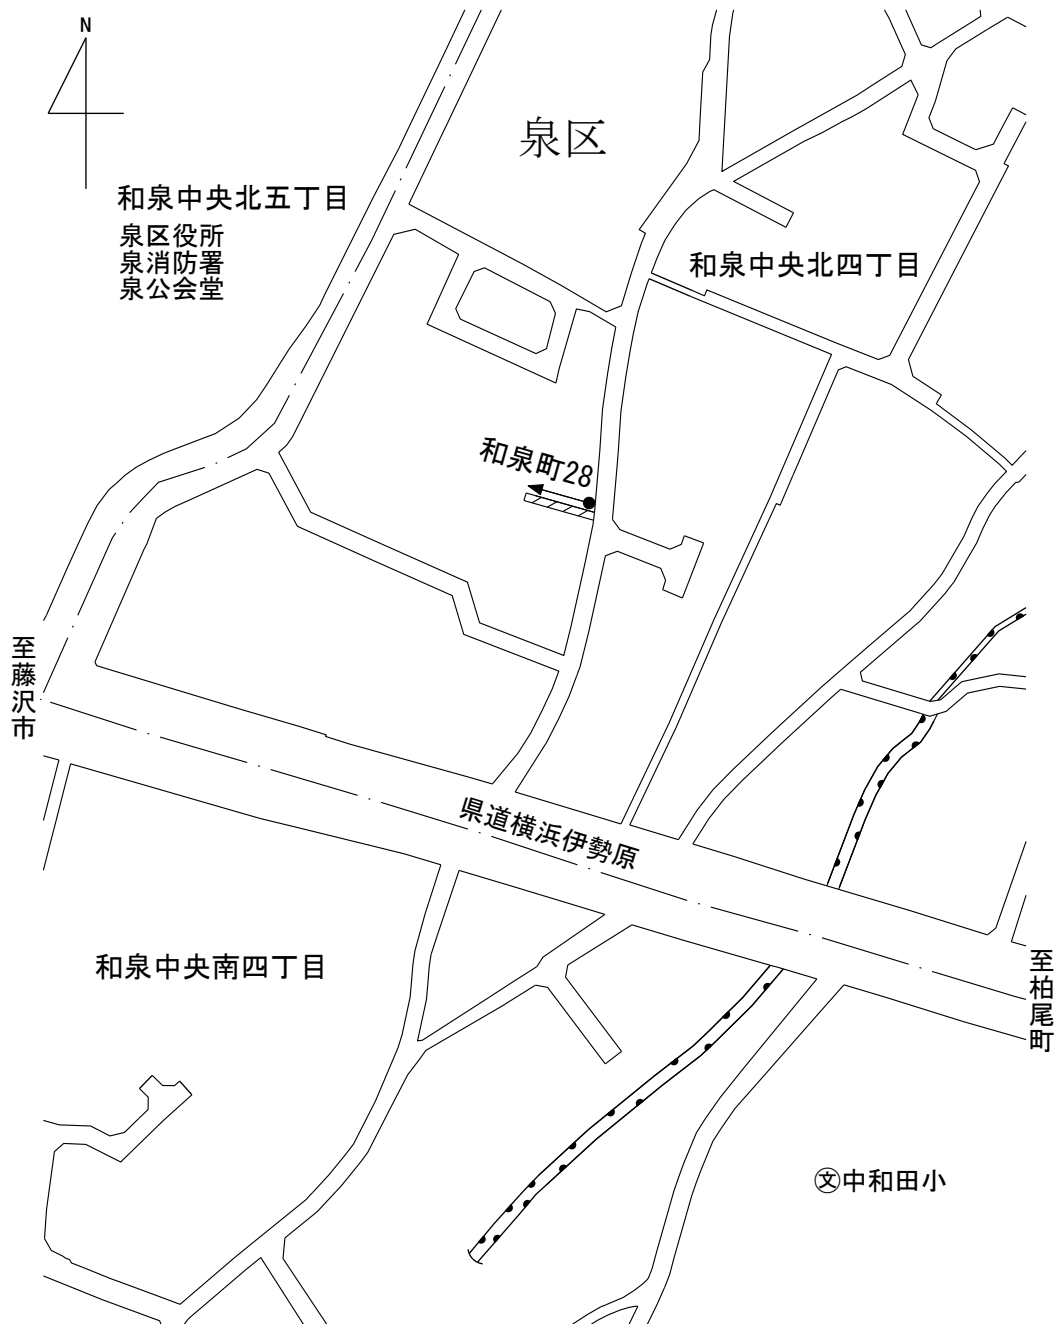 N
泉区
和泉中央北五丁目
泉区役所
泉消防署
泉公会堂
和泉中央北四丁目
和泉町28
至藤沢市
県道横浜伊勢原
和泉中央南四丁目
至柏尾町
文中和田小